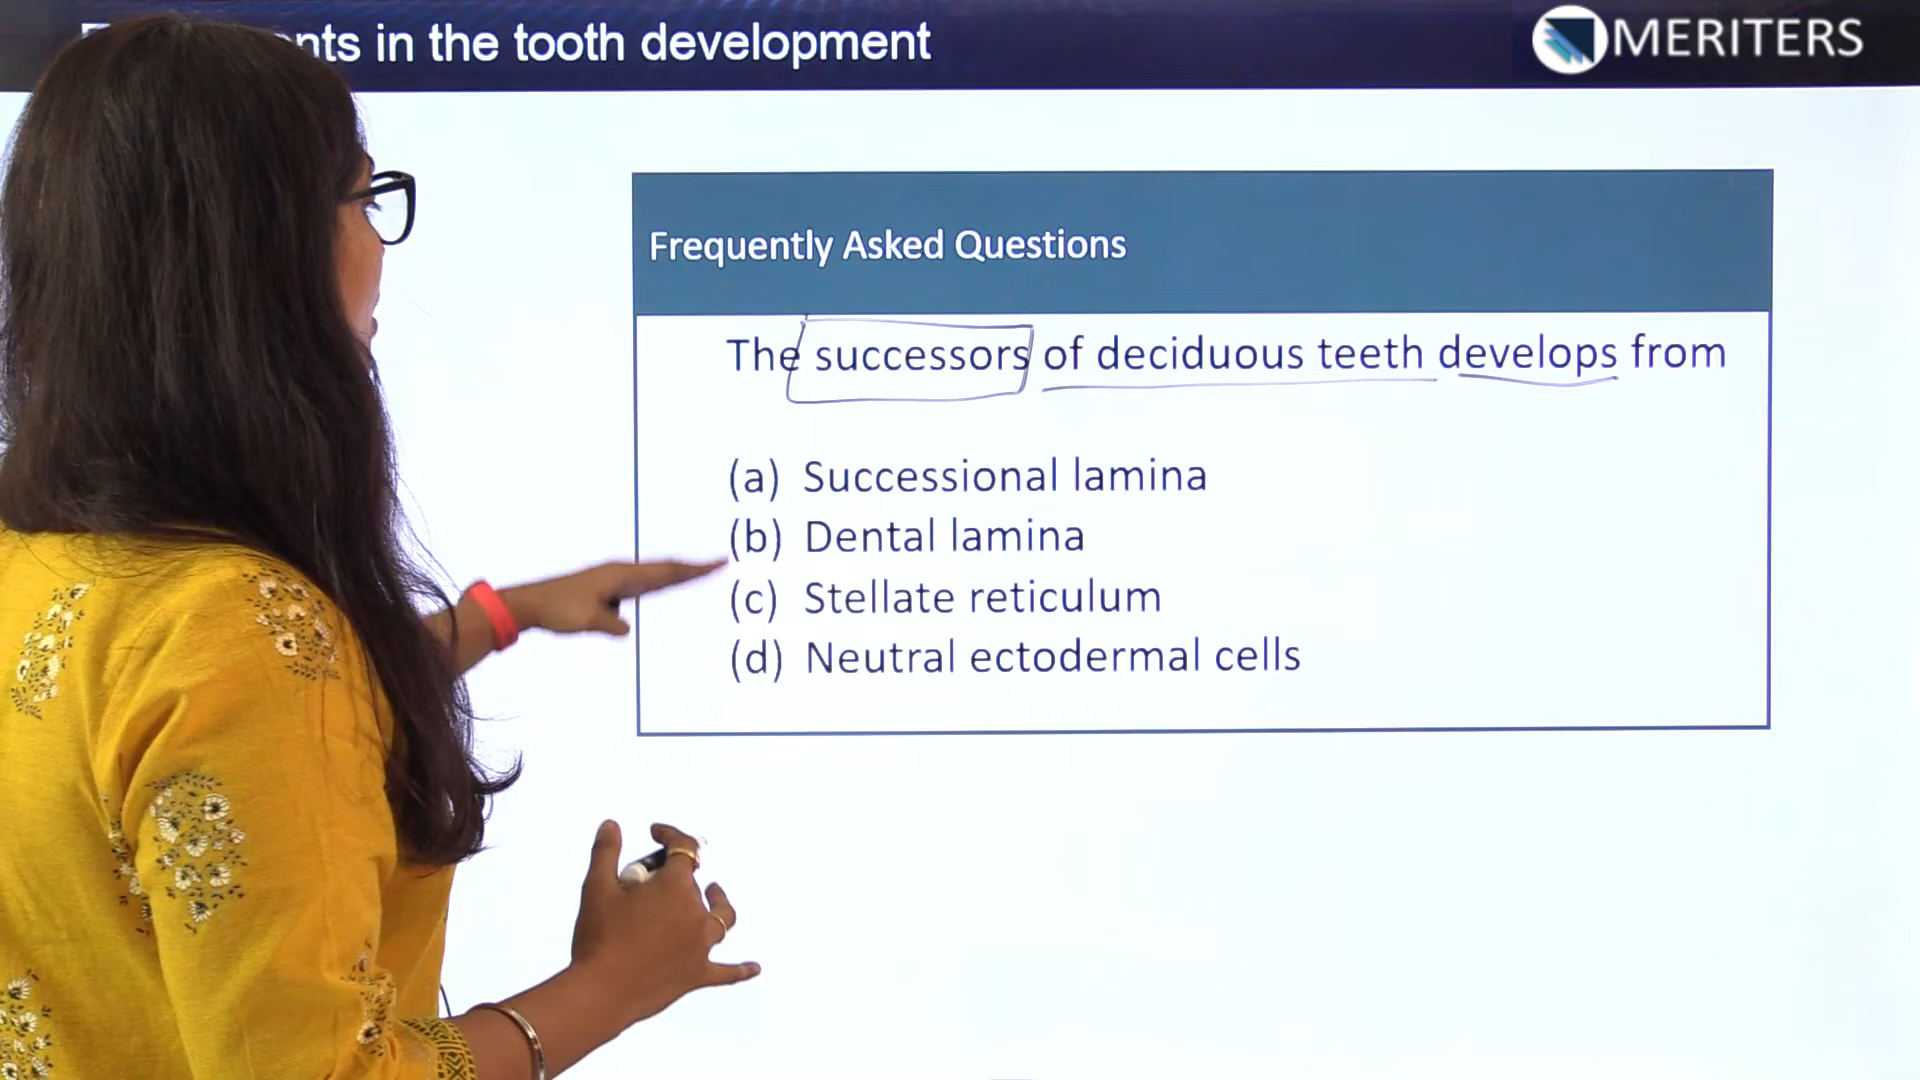 in the tooth development
MERITERS
Frequently Asked Questions
The successors of deciduous teeth develops from
(a) Successional lamina
(b) Dental lamina
(c) Stellate reticulum
(d) Neutral ectodermal cells